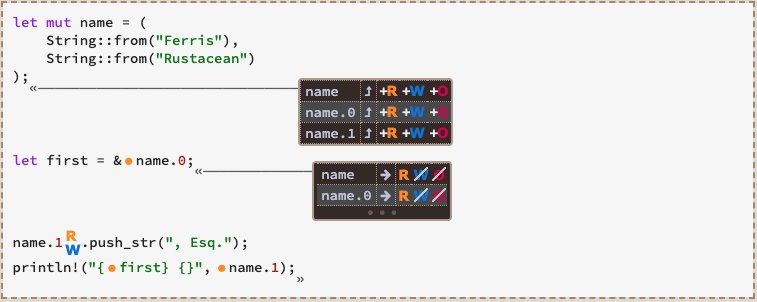 let mut name = (
    String::from("Ferris"),
    String::from("Rustacean")
);
«
name ⤴ +R +W +O
name.0 ⤴ +R +W +O
name.1 ⤴ +R +W +O
let first = &●name.0;
«
name → R W O
name.0 → R W O
● ● ●
name.1 R W .push_str(", Esq.");
println!("{●first} {}", ●name.1);
»